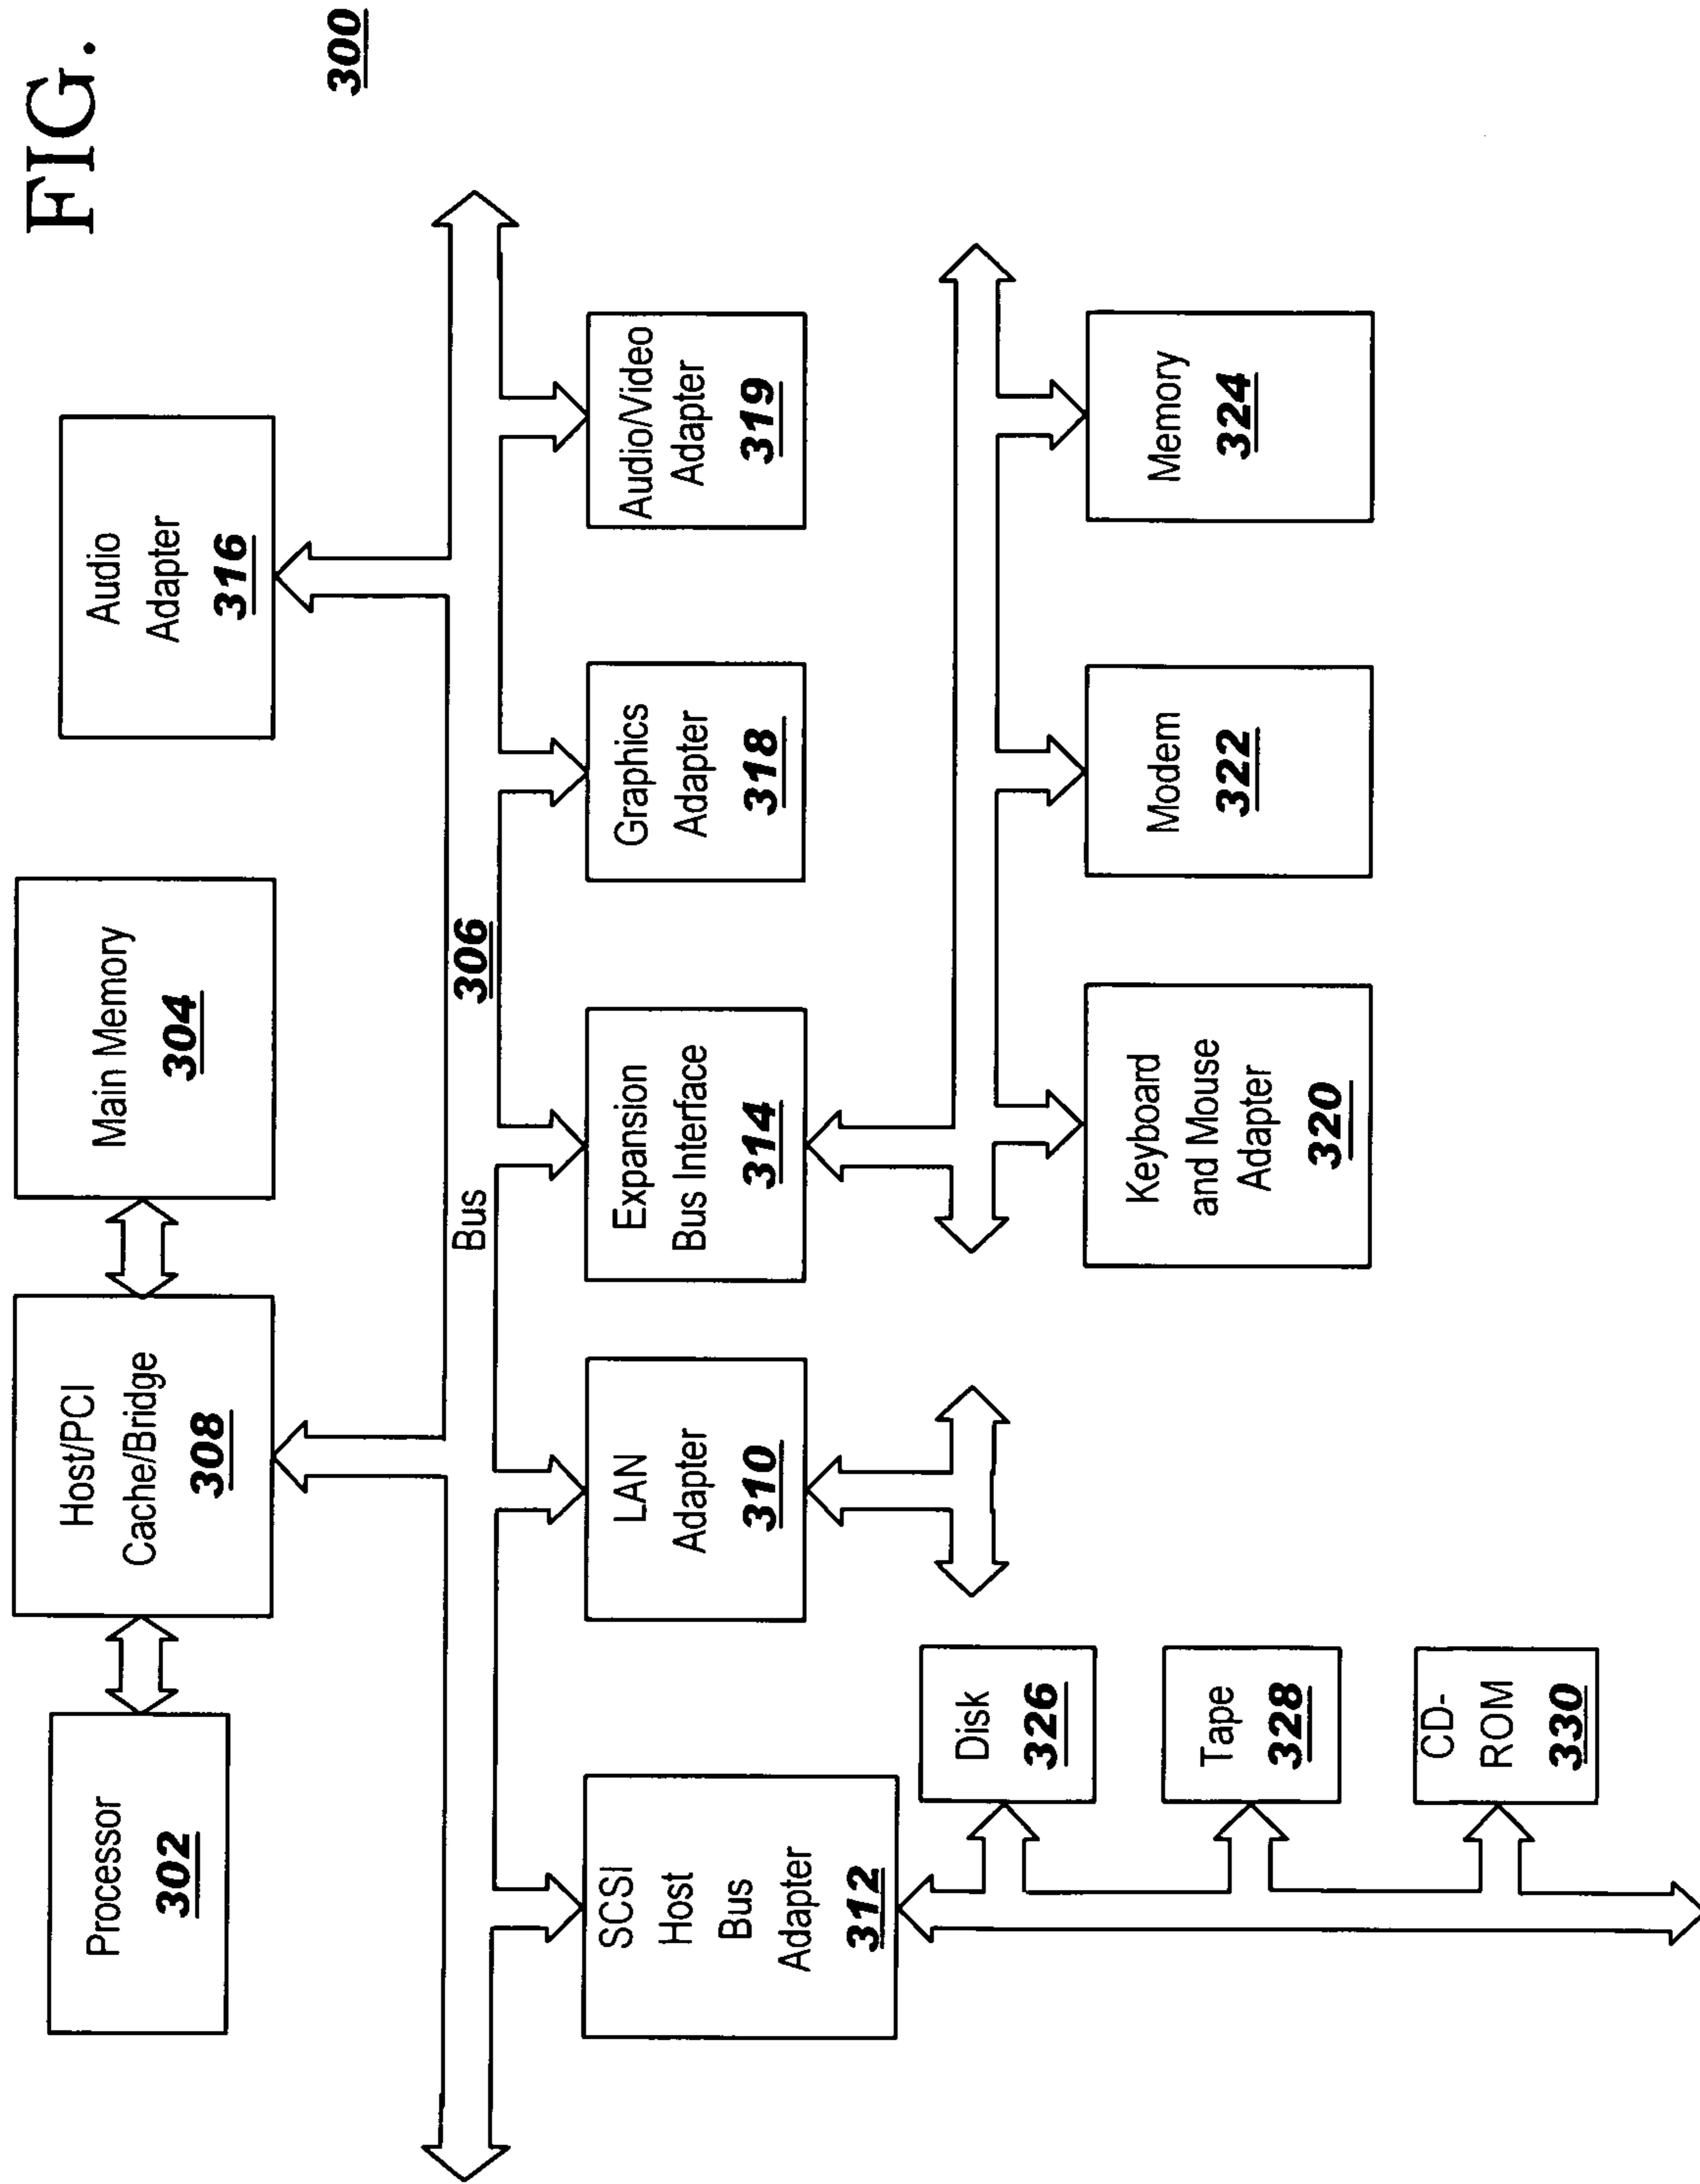 FIG.
300
Processor
302
Host/PCI
Cache/Bridge
308
Main Memory
304
Audio
Adapter
316
Bus
306
SCSI
Host
Bus
Adapter
312
LAN
Adapter
310
Expansion
Bus Interface
314
Graphics
Adapter
318
Audio/Video
Adapter
319
Disk
326
Tape
328
CD-
ROM
330
Keyboard
and Mouse
Adapter
320
Modem
322
Memory
324